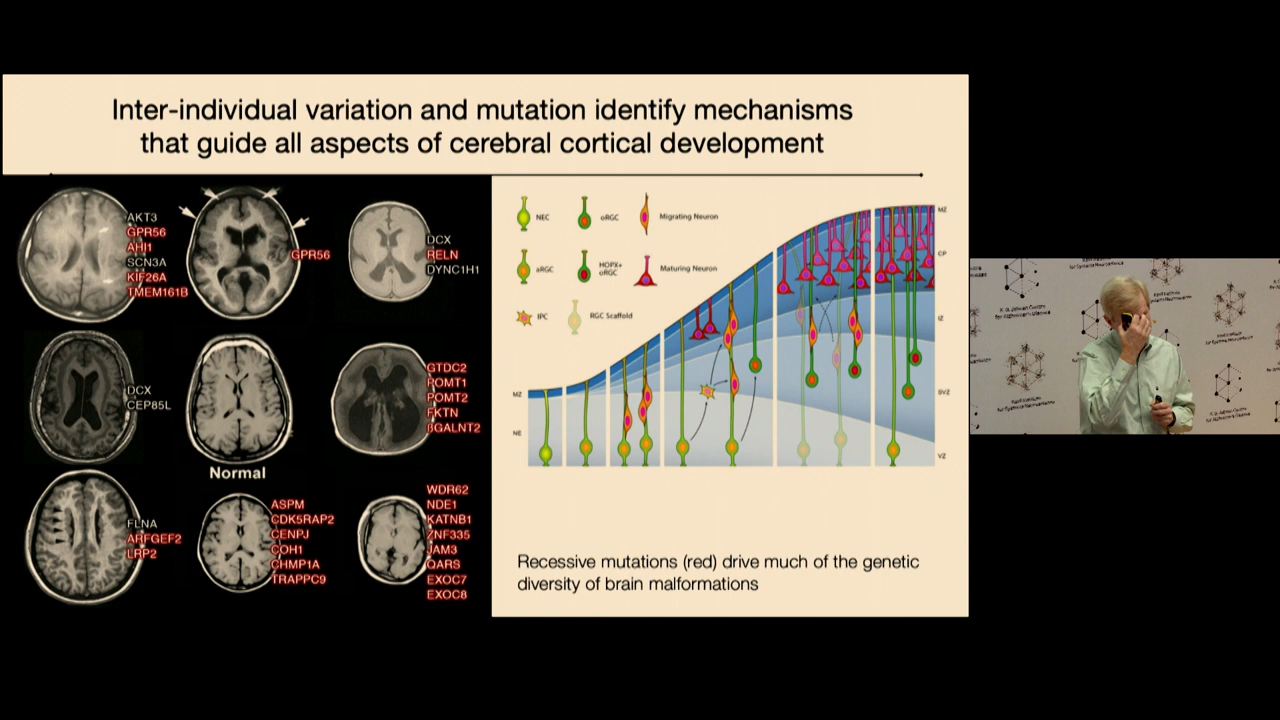 Inter-individual variation and mutation identify mechanisms
that guide all aspects of cerebral cortical development
AKT3
GPR56
AHI1
SCN3A
KIF26A
TMEM161B
GPR56
DCX
RELN
DYNC1H1
DCX
CEP85L
Normal
GTDC2
POMT1
POMT2
FKTN
BGALNT2
FLNA
ARFGEF2
LRP2
ASPM
CDK5RAP2
CENPJ
COH1
CHMP1A
TRAPPC9
WDR62
NDE1
KATNB1
ZNF335
JAM3
QARS
EXOC7
EXOC8
NEC
oRGC
Migrating Neuron
aRGC
HOPX+
oRGC
Maturing Neuron
IPC
RGC Scaffold
MZ
NE
MZ
CP
IZ
SVZ
VZ
Recessive mutations (red) drive much of the genetic
diversity of brain malformations